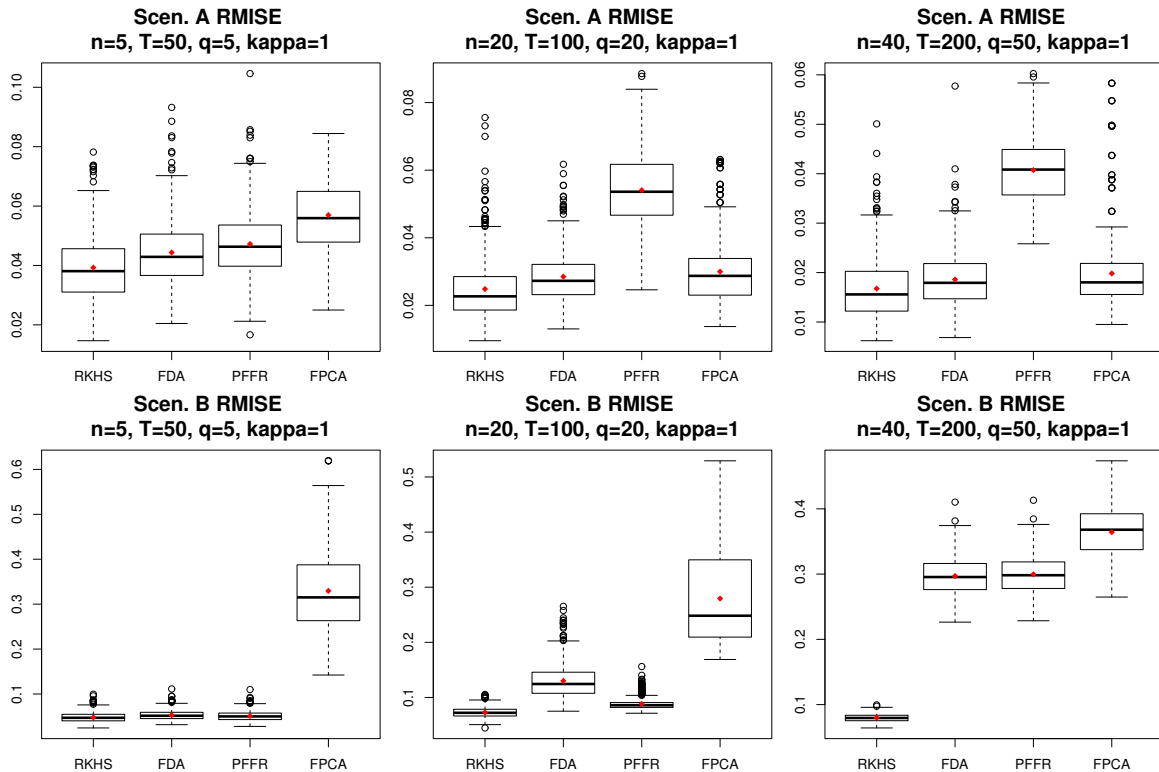 Scen. A RMISE
n=5, T=50, q=5, kappa=1
0.10
0.08
0.06
0.04
0.02
RKHS FDA PFFR FPCA
Scen. A RMISE
n=20, T=100, q=20, kappa=1
0.08
0.06
0.04
0.02
RKHS FDA PFFR FPCA
Scen. A RMISE
n=40, T=200, q=50, kappa=1
0.06
0.05
0.04
0.03
0.02
0.01
RKHS FDA PFFR FPCA
Scen. B RMISE
n=5, T=50, q=5, kappa=1
0.6
0.5
0.4
0.3
0.2
0.1
RKHS FDA PFFR FPCA
Scen. B RMISE
n=20, T=100, q=20, kappa=1
0.5
0.4
0.3
0.2
0.1
RKHS FDA PFFR FPCA
Scen. B RMISE
n=40, T=200, q=50, kappa=1
0.4
0.3
0.2
0.1
RKHS FDA PFFR FPCA